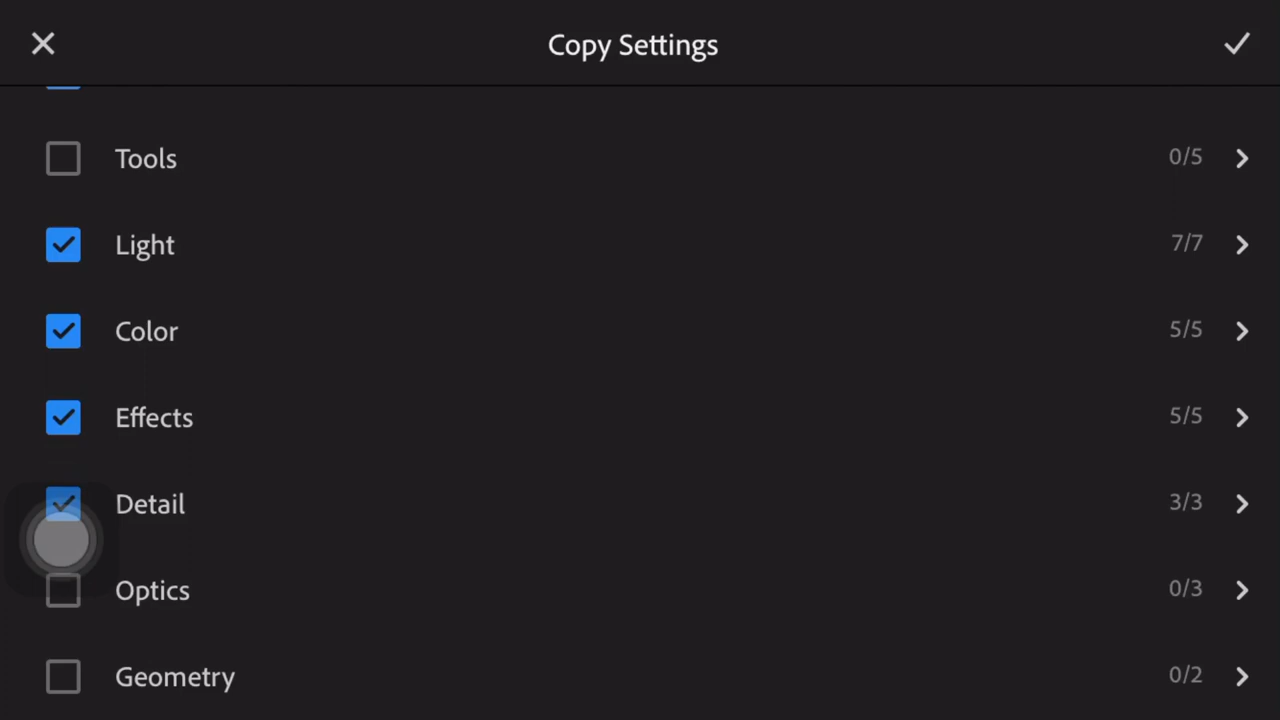 Copy Settings
Tools 0/5
Light 7/7
Color 5/5
Effects 5/5
Detail 3/3
Optics 0/3
Geometry 0/2